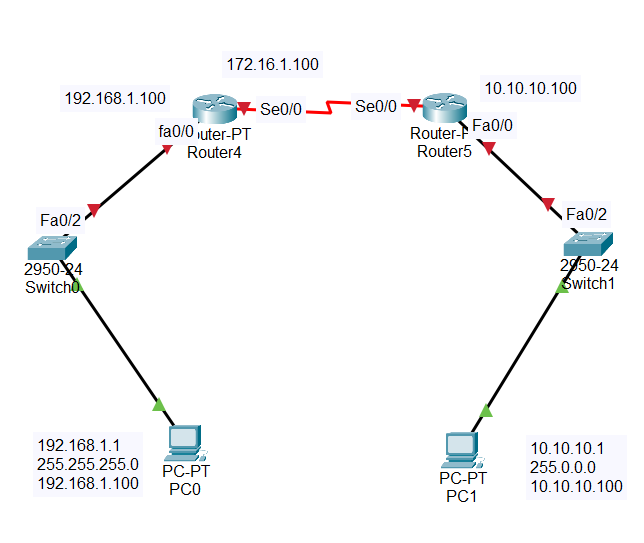 172.16.1.100
192.168.1.100
10.10.10.100
Se0/0
Se0/0
fa0/0
uter-PT
Router4
Router-P
Router5
Fa0/0
Fa0/2
2950-24
Switch0
Fa0/2
2950-24
Switch1
192.168.1.1
255.255.255.0
192.168.1.100
PC-PT
PC0
PC-PT
PC1
10.10.10.1
255.0.0.0
10.10.10.100